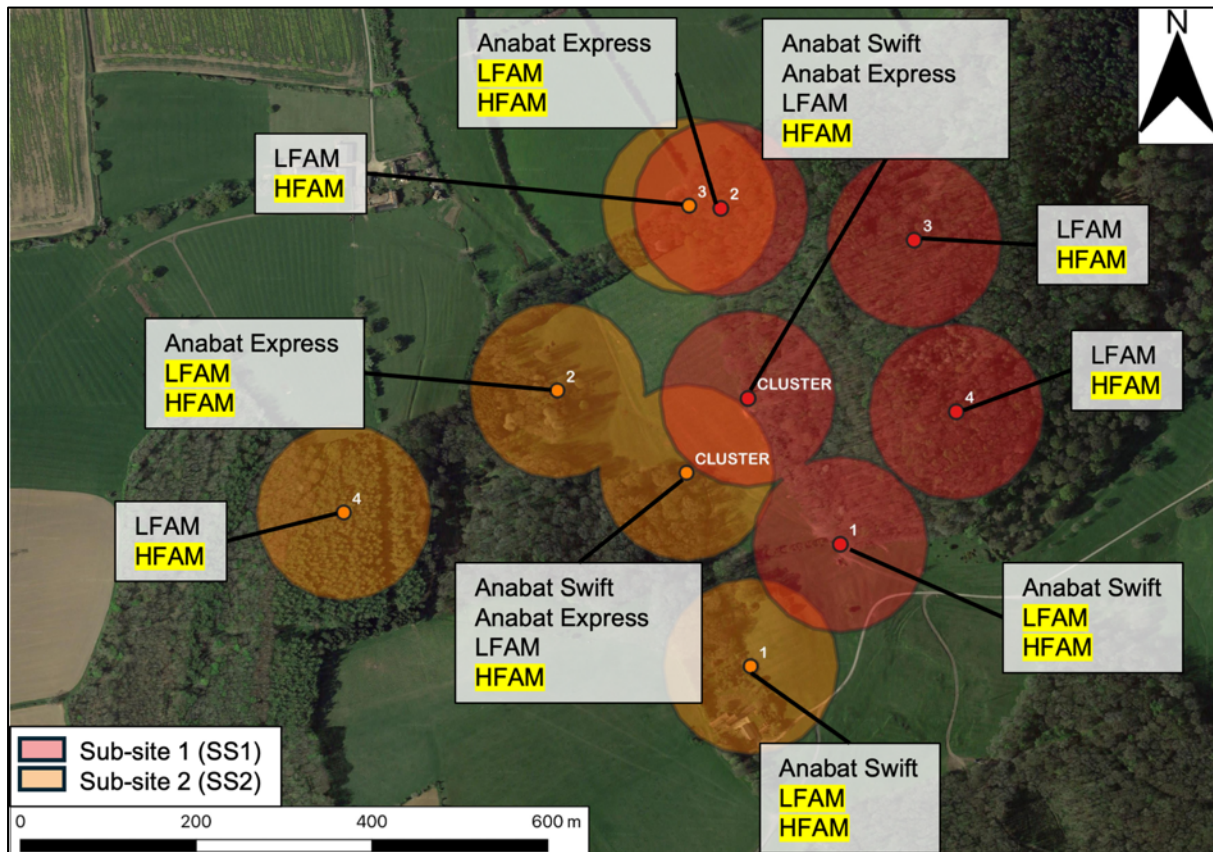 N
Anabat Express
LFAM
HFAM
Anabat Swift
Anabat Express
LFAM
HFAM
LFAM
HFAM
3
2
3
LFAM
HFAM
Anabat Express
LFAM
HFAM
2
CLUSTER
4
LFAM
HFAM
CLUSTER
4
LFAM
HFAM
1
Anabat Swift
Anabat Express
LFAM
HFAM
Anabat Swift
LFAM
HFAM
1
Sub-site 1 (SS1)
Sub-site 2 (SS2)
Anabat Swift
LFAM
HFAM
0 200 400 600 m